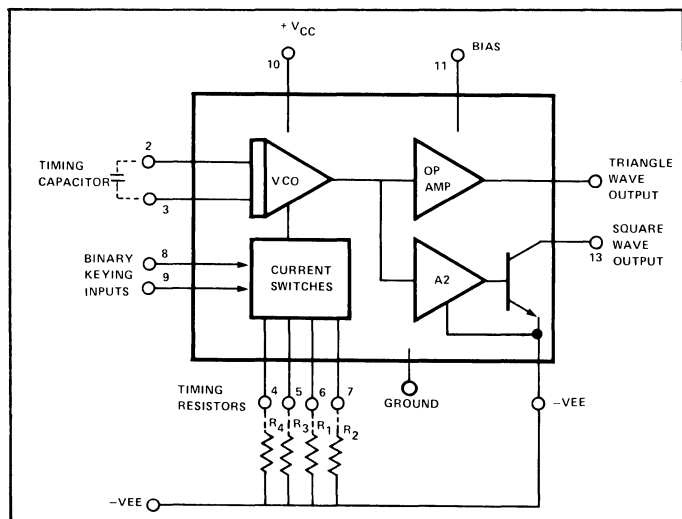 + VCC
10
BIAS
11
2
TIMING
CAPACITOR
3
VCO
OP
AMP
TRIANGLE
WAVE
OUTPUT
SQUARE
WAVE
OUTPUT
13
BINARY
KEYING
INPUTS
8
9
CURRENT
SWITCHES
A2
TIMING
RESISTORS
4
5
6
7
GROUND
–VEE
R4
R3
R1
R2
–VEE